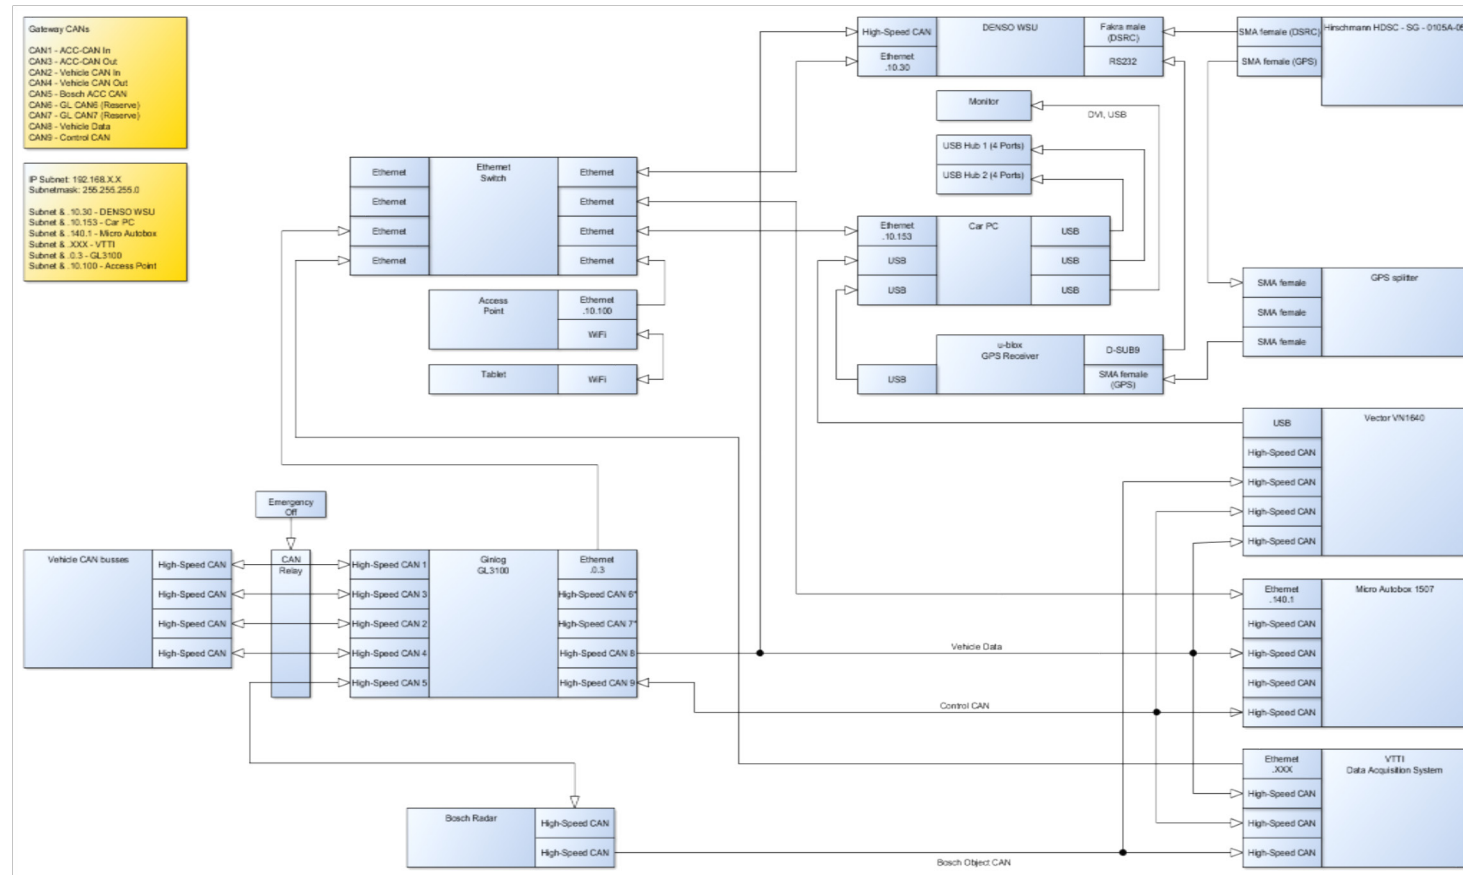 Gateway CANs
CAN1 - ACC-CAN In
CAN3 - ACC-CAN Out
CAN2 - Vehicle CAN In
CAN4 - Vehicle CAN Out
CAN5 - Bosch ACC CAN
CAN6 - GL CAN6 (Reserve)
CAN7 - GL CAN7 (Reserve)
CAN8 - Vehicle Data
CAN9 - Control CAN
IP Subnet: 192.168.X.X
Subnetmask: 255.255.255.0
Subnet & .10.30 - DENSO WSU
Subnet & .10.153 - Car PC
Subnet & .140.1 - Micro Autobox
Subnet & .XXX - VTTI
Subnet & .0.3 - GL3100
Subnet & .10.100 - Access Point
High-Speed CAN
Ethernet
.10.30
DENSO WSU
Fakra male
(DSRC)
RS232
SMA female (DSRC)
SMA female (GPS)
Hirschmann HDSC - SG - 0105A-05
Monitor
DVI, USB
USB Hub 1 (4 Ports)
USB Hub 2 (4 Ports)
Ethernet
Ethernet
Ethernet
Ethernet
Ethernet
Switch
Ethernet
Ethernet
Ethernet
Ethernet
Ethernet
.10.153
USB
USB
Car PC
USB
USB
USB
SMA female
SMA female
SMA female
GPS splitter
Access
Point
Ethernet
.10.100
WiFi
Tablet
WiFi
USB
u-blox
GPS Receiver
D-SUB9
SMA female
(GPS)
USB
High-Speed CAN
High-Speed CAN
High-Speed CAN
High-Speed CAN
Vector VN1640
Emergency
Off
Vehicle CAN busses
High-Speed CAN
High-Speed CAN
High-Speed CAN
High-Speed CAN
CAN
Relay
High-Speed CAN 1
High-Speed CAN 3
High-Speed CAN 2
High-Speed CAN 4
High-Speed CAN 5
Ginlog
GL3100
Ethernet
.0.3
High-Speed CAN 6*
High-Speed CAN 7*
High-Speed CAN 8
High-Speed CAN 9
Vehicle Data
Control CAN
Ethernet
.140.1
High-Speed CAN
High-Speed CAN
High-Speed CAN
High-Speed CAN
Micro Autobox 1507
Ethernet
.XXX
High-Speed CAN
High-Speed CAN
High-Speed CAN
VTTI
Data Acquisition System
Bosch Radar
High-Speed CAN
High-Speed CAN
Bosch Object CAN